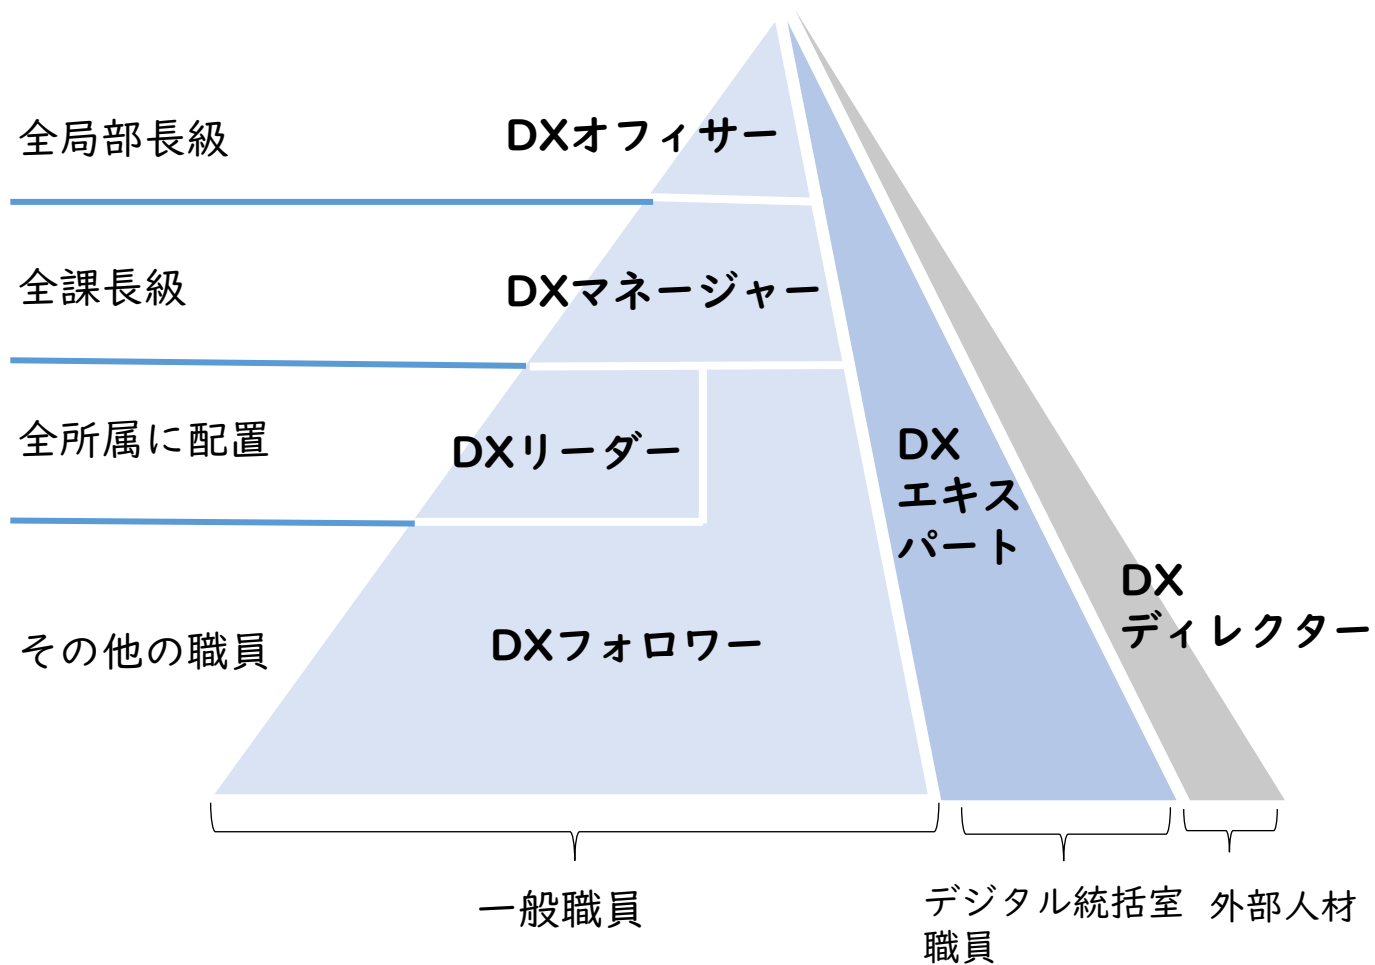 全局部長級
DXオフィサー
全課長級
DXマネージャー
全所属に配置
DXリーダー
DX
エキス
パート
DX
ディレクター
その他の職員
DXフォロワー
一般職員
デジタル統括室
職員
外部人材